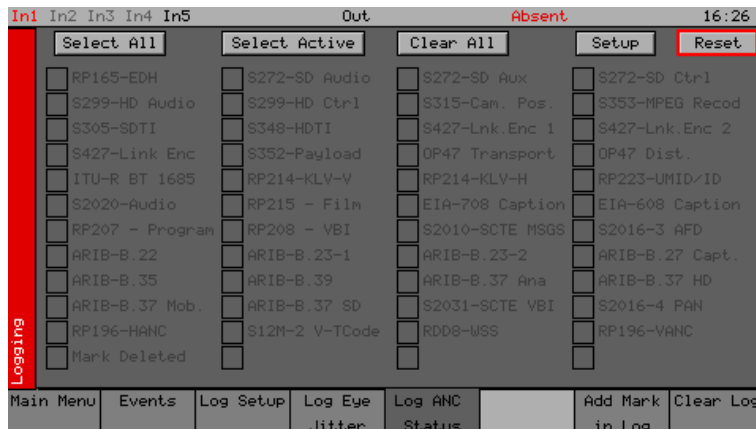 In1 In2 In3 In4 In5 Out Absent 16:26
Select All Select Active Clear All Setup Reset
RP165-EDH S272-SD Audio S272-SD Aux S272-SD Ctrl
S299-HD Audio S299-HD Ctrl S315-Cam. Pos. S353-MPEG Recod
S305-SDTI S348-HDTI S427-Lnk.Enc 1 S427-Lnk.Enc 2
S427-Link Enc S352-Payload OP47 Transport OP47 Dist.
ITU-R BT 1685 RP214-KLV-V RP214-KLV-H RP223-UMID/ID
S2020-Audio RP215 - Film EIA-708 Caption EIA-608 Caption
RP207 - Program RP208 - VBI S2010-SCTE MSGS S2016-3 AFD
ARIB-B.22 ARIB-B.23-1 ARIB-B.23-2 ARIB-B.27 Capt.
ARIB-B.35 ARIB-B.39 ARIB-B.37 Ana ARIB-B.37 HD
ARIB-B.37 Mob. ARIB-B.37 SD S2031-SCTE VBI S2016-4 PAN
RP196-HANC S12M-2 V-TCode RDD8-WSS RP196-VANC
Mark Deleted
Logging
Main Menu Events Log Setup Log Eye Log ANC Add Mark Clear Log
Jitter Status in Log